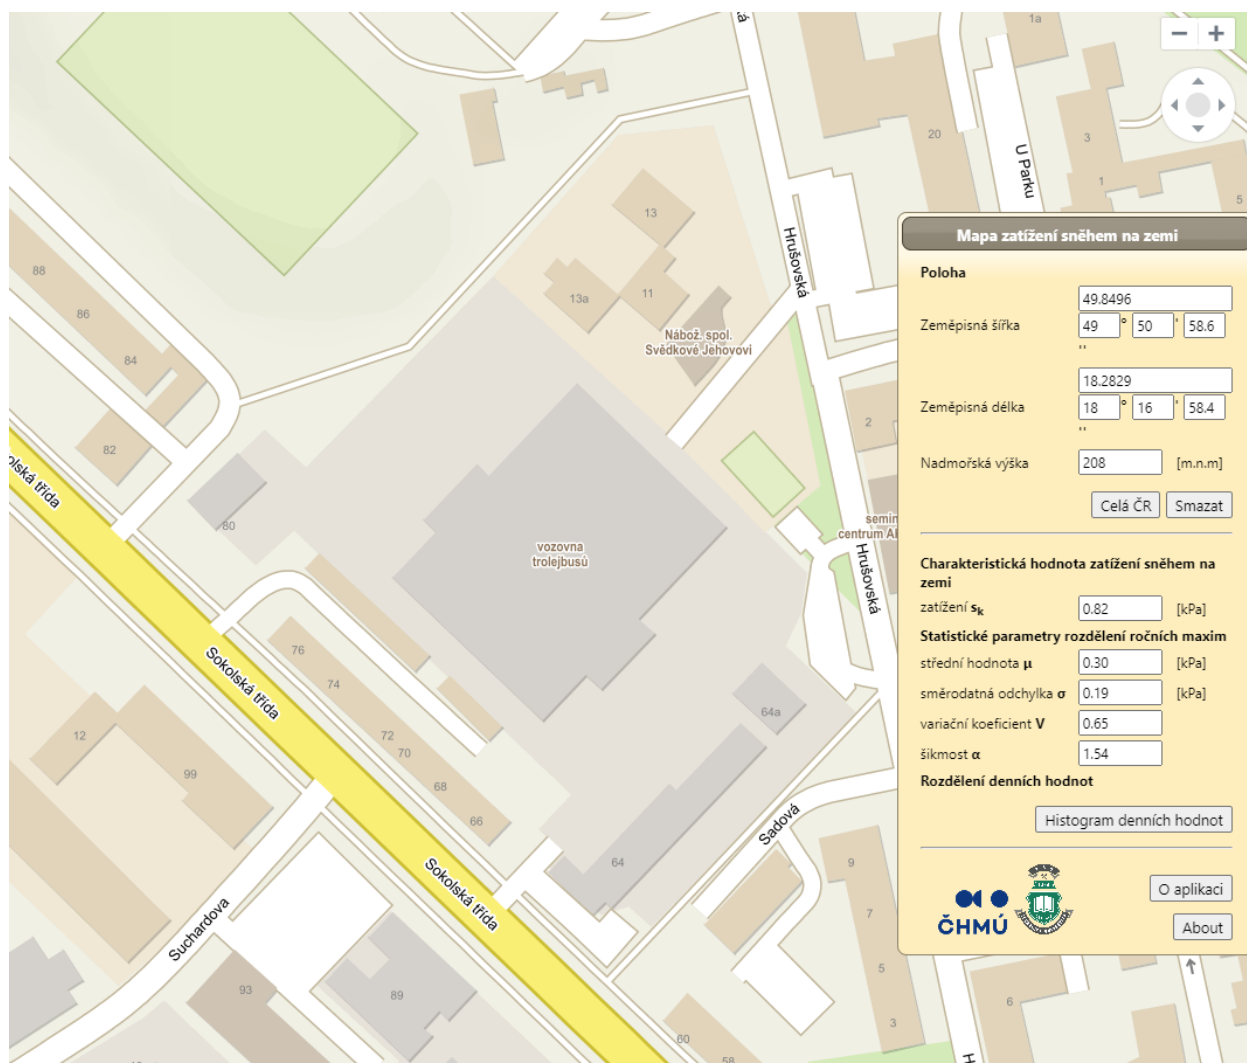 1a
− +
20
3
U Parku
1
5
Hrušovská
13
13a
11
Nábož. spol.
Svědkové Jehovovi
88
86
84
82
80
2
Hrušovská
vozovna
trolejbusů
Hrušovská
76
74
72
70
68
66
64a
64
Sokolská třída
Sokolská třída
12
99
Suchardova
93
89
Sadová
9
7
5
3
6
60
58
Mapa zatížení sněhem na zemi
Poloha
49.8496
Zeměpisná šířka 49 ° 50 ' 58.6
''
18.2829
Zeměpisná délka 18 ° 16 ' 58.4
''
Nadmořská výška 208 [m.n.m]
Celá ČR Smazat
Charakteristická hodnota zatížení sněhem na
zemi
zatížení sk 0.82 [kPa]
Statistické parametry rozdělení ročních maxim
střední hodnota μ 0.30 [kPa]
směrodatná odchylka σ 0.19 [kPa]
variační koeficient V 0.65
šikmost α 1.54
Rozdělení denních hodnot
Histogram denních hodnot
ČHMÚ
O aplikaci
About